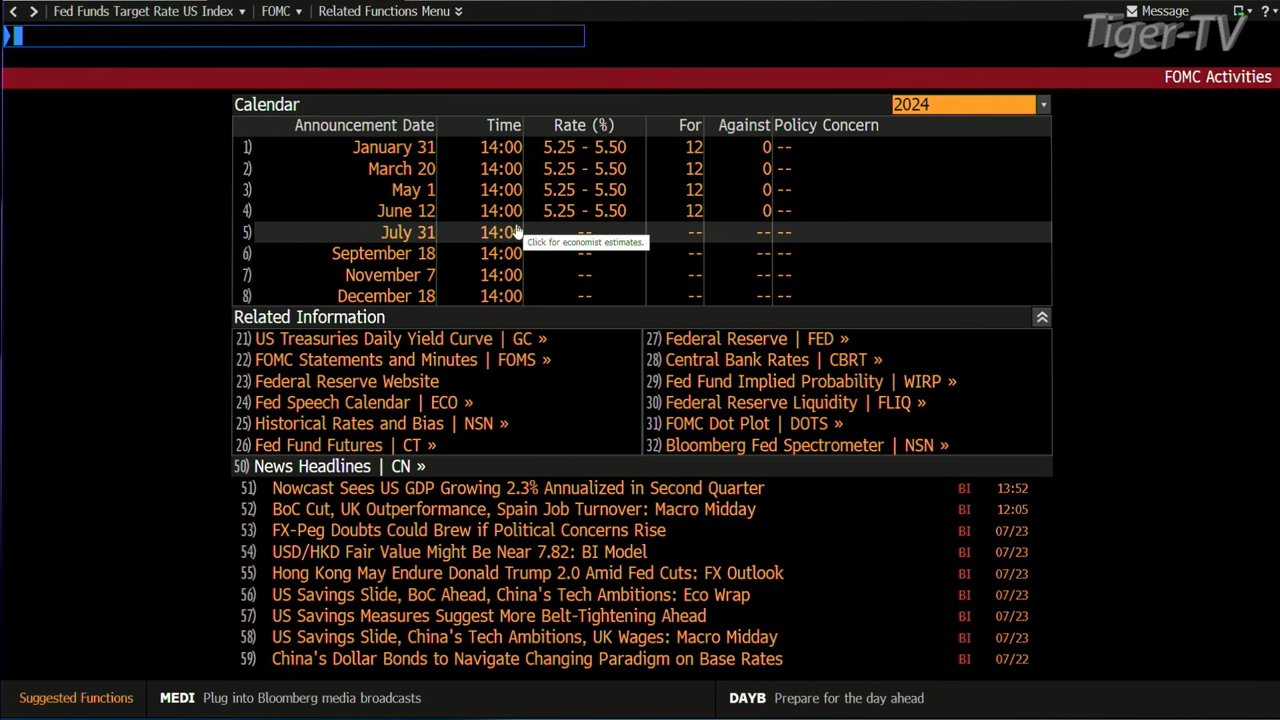 Fed Funds Target Rate US Index FOMC Related Functions Menu Message ?
Tiger-TV
FOMC Activities
Calendar 2024
Announcement Date Time Rate (%) For Against Policy Concern
1) January 31 14:00 5.25 - 5.50 12 0 --
2) March 20 14:00 5.25 - 5.50 12 0 --
3) May 1 14:00 5.25 - 5.50 12 0 --
4) June 12 14:00 5.25 - 5.50 12 0 --
5) July 31 14:00 -- -- -- --
Click for economist estimates.
6) September 18 14:00 -- -- -- --
7) November 7 14:00 -- -- -- --
8) December 18 14:00 -- -- -- --
Related Information
21) US Treasuries Daily Yield Curve | GC »
22) FOMC Statements and Minutes | FOMS »
23) Federal Reserve Website
24) Fed Speech Calendar | ECO »
25) Historical Rates and Bias | NSN »
26) Fed Fund Futures | CT »
27) Federal Reserve | FED »
28) Central Bank Rates | CBRT »
29) Fed Fund Implied Probability | WIRP »
30) Federal Reserve Liquidity | FLIQ »
31) FOMC Dot Plot | DOTS »
32) Bloomberg Fed Spectrometer | NSN »
50) News Headlines | CN »
51) Nowcast Sees US GDP Growing 2.3% Annualized in Second Quarter BI 13:52
52) BoC Cut, UK Outperformance, Spain Job Turnover: Macro Midday BI 12:05
53) FX-Peg Doubts Could Brew if Political Concerns Rise BI 07/23
54) USD/HKD Fair Value Might Be Near 7.82: BI Model BI 07/23
55) Hong Kong May Endure Donald Trump 2.0 Amid Fed Cuts: FX Outlook BI 07/23
56) US Savings Slide, BoC Ahead, China's Tech Ambitions: Eco Wrap BI 07/23
57) US Savings Measures Suggest More Belt-Tightening Ahead BI 07/23
58) US Savings Slide, China's Tech Ambitions, UK Wages: Macro Midday BI 07/23
59) China's Dollar Bonds to Navigate Changing Paradigm on Base Rates BI 07/22
Suggested Functions MEDI Plug into Bloomberg media broadcasts DAYB Prepare for the day ahead